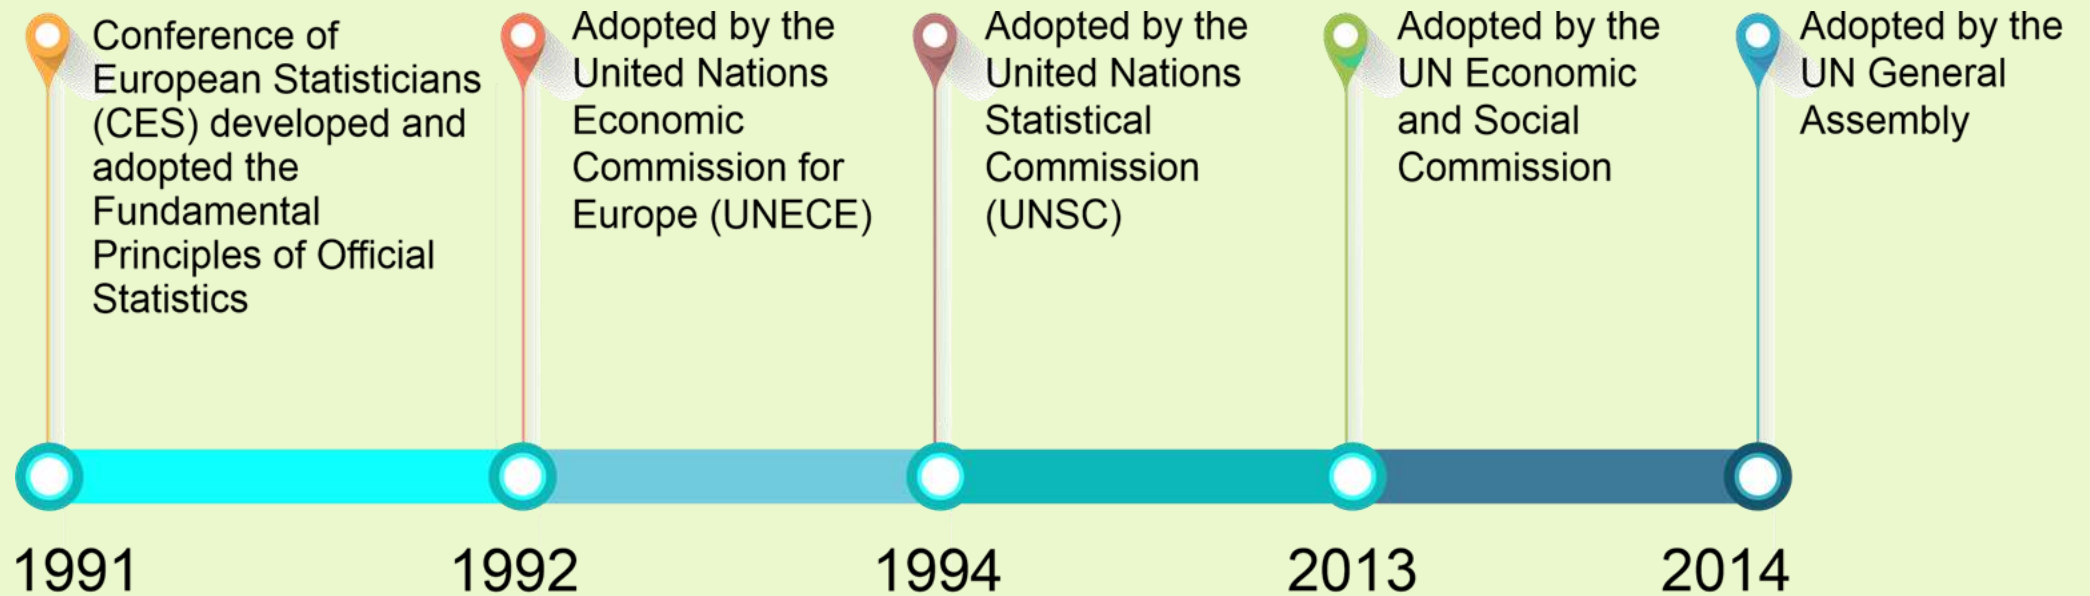 Conference of
European Statisticians
(CES) developed and
adopted the
Fundamental
Principles of Official
Statistics
Adopted by the
United Nations
Economic
Commission for
Europe (UNECE)
Adopted by the
United Nations
Statistical
Commission
(UNSC)
Adopted by the
UN Economic
and Social
Commission
Adopted by the
UN General
Assembly
1991
1992
1994
2013
2014